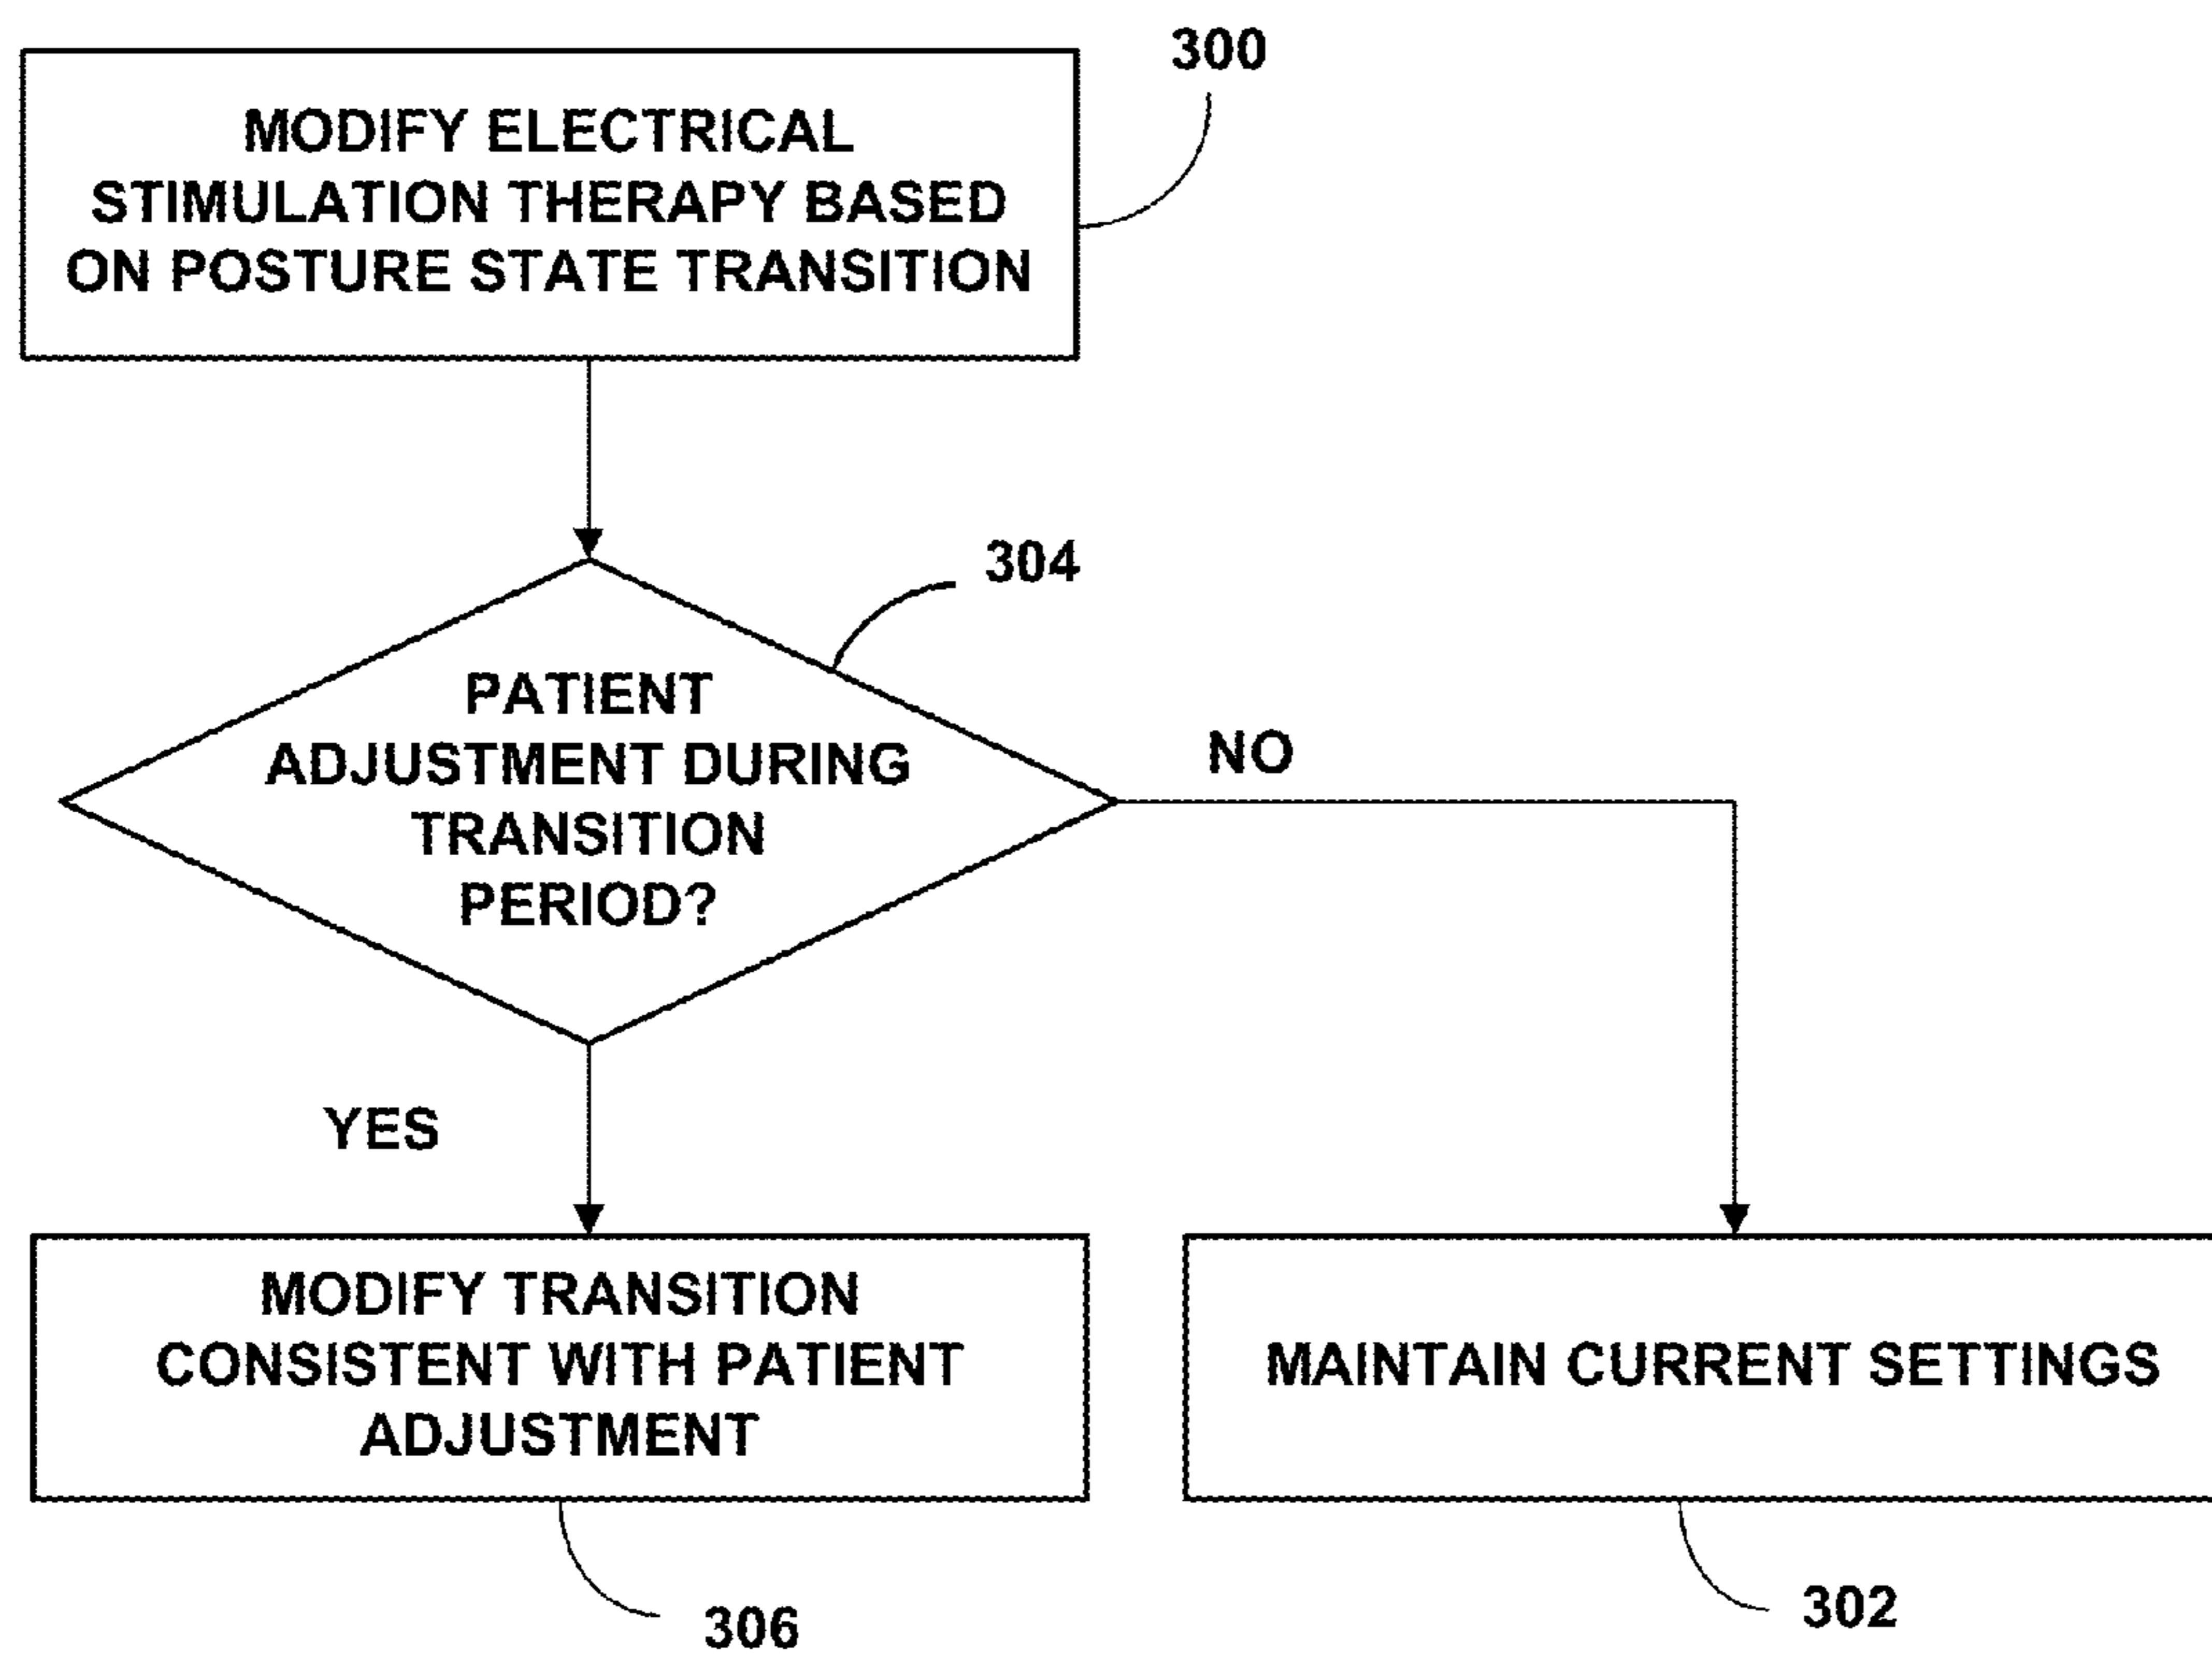 300
MODIFY ELECTRICAL
STIMULATION THERAPY BASED
ON POSTURE STATE TRANSITION
304
PATIENT
ADJUSTMENT DURING
TRANSITION
PERIOD?
NO
YES
MODIFY TRANSITION
CONSISTENT WITH PATIENT
ADJUSTMENT
MAINTAIN CURRENT SETTINGS
306
302